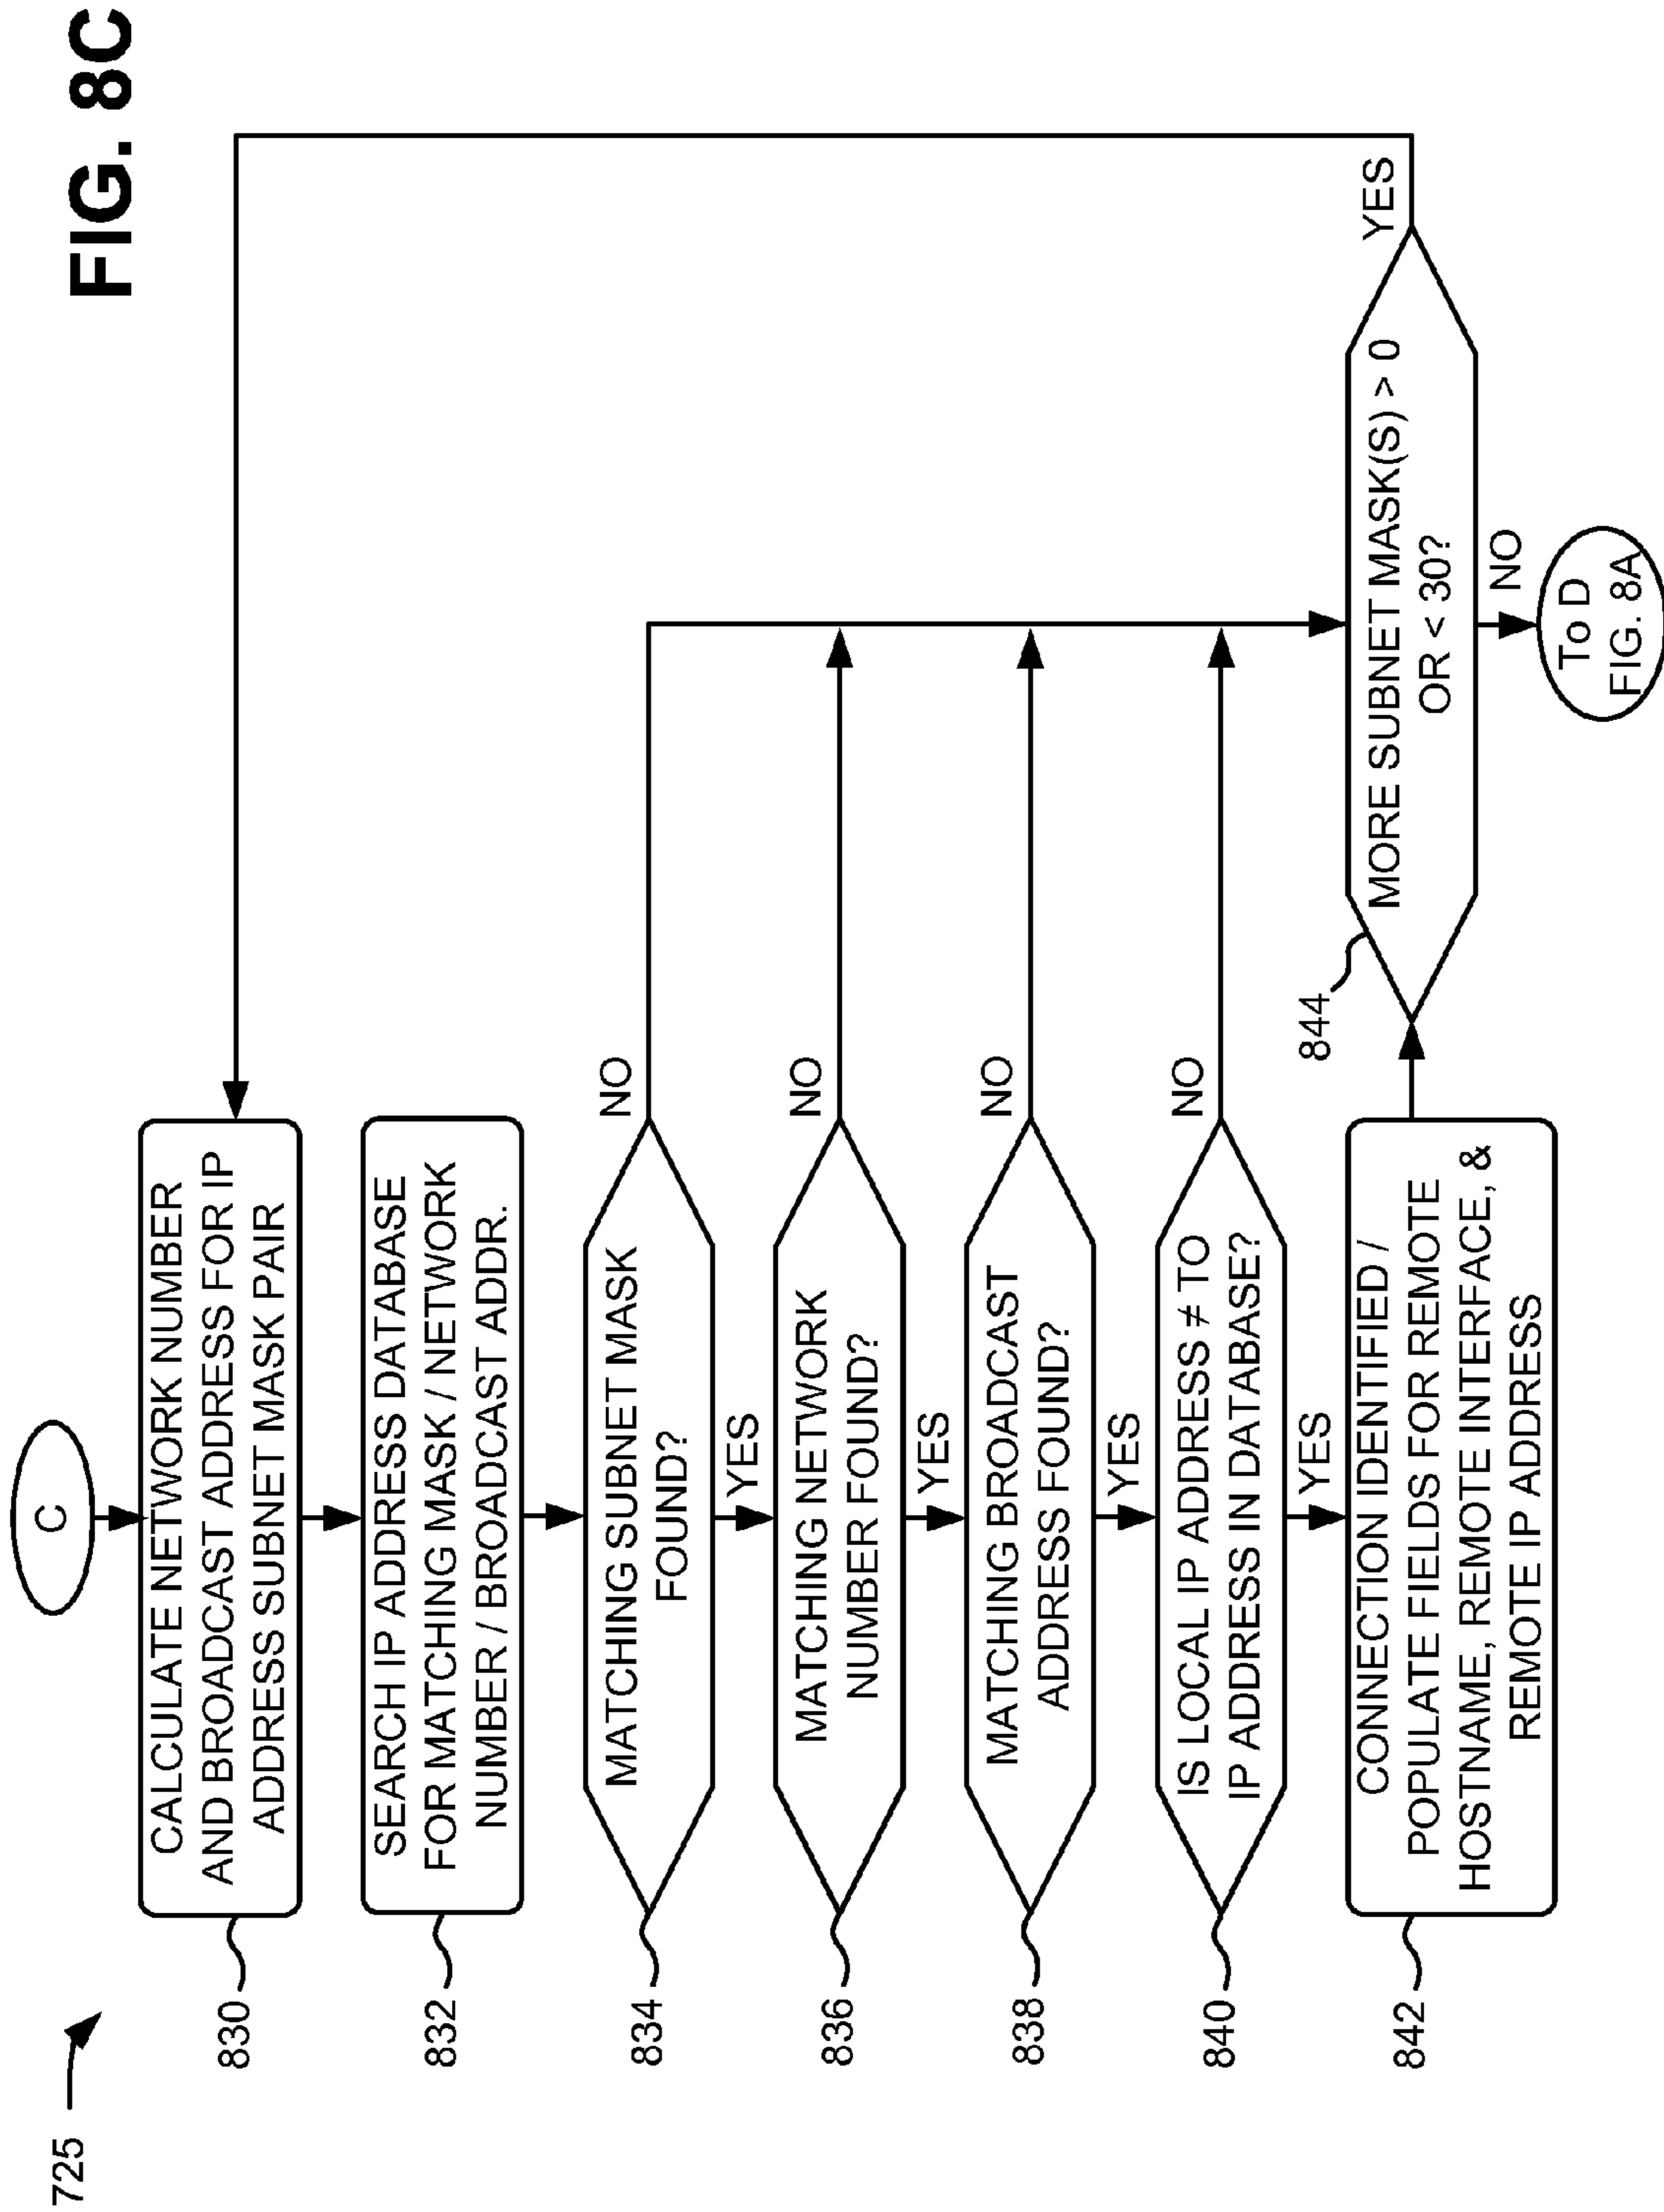 FIG. 8C
725
C
830
CALCULATE NETWORK NUMBER
AND BROADCAST ADDRESS FOR IP
ADDRESS SUBNET MASK PAIR
832
SEARCH IP ADDRESS DATABASE
FOR MATCHING MASK / NETWORK
NUMBER / BROADCAST ADDR.
834
MATCHING SUBNET MASK
FOUND?
NO
YES
836
MATCHING NETWORK
NUMBER FOUND?
NO
YES
838
MATCHING BROADCAST
ADDRESS FOUND?
NO
YES
840
IS LOCAL IP ADDRESS ≠ TO
IP ADDRESS IN DATABASE?
NO
YES
842
CONNECTION IDENTIFIED /
POPULATE FIELDS FOR REMOTE
HOSTNAME, REMOTE INTERFACE, &
REMOTE IP ADDRESS
844
MORE SUBNET MASK(S) > 0
OR < 30?
YES
NO
To D
FIG. 8A